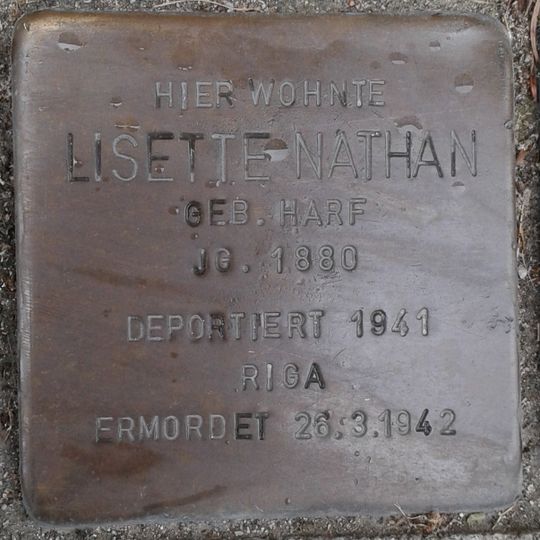 HIER WOHNTE
LISETTE NATHAN
GEB. HARF
JG. 1880
DEPORTIERT 1941
RIGA
ERMORDET 26.3.1942